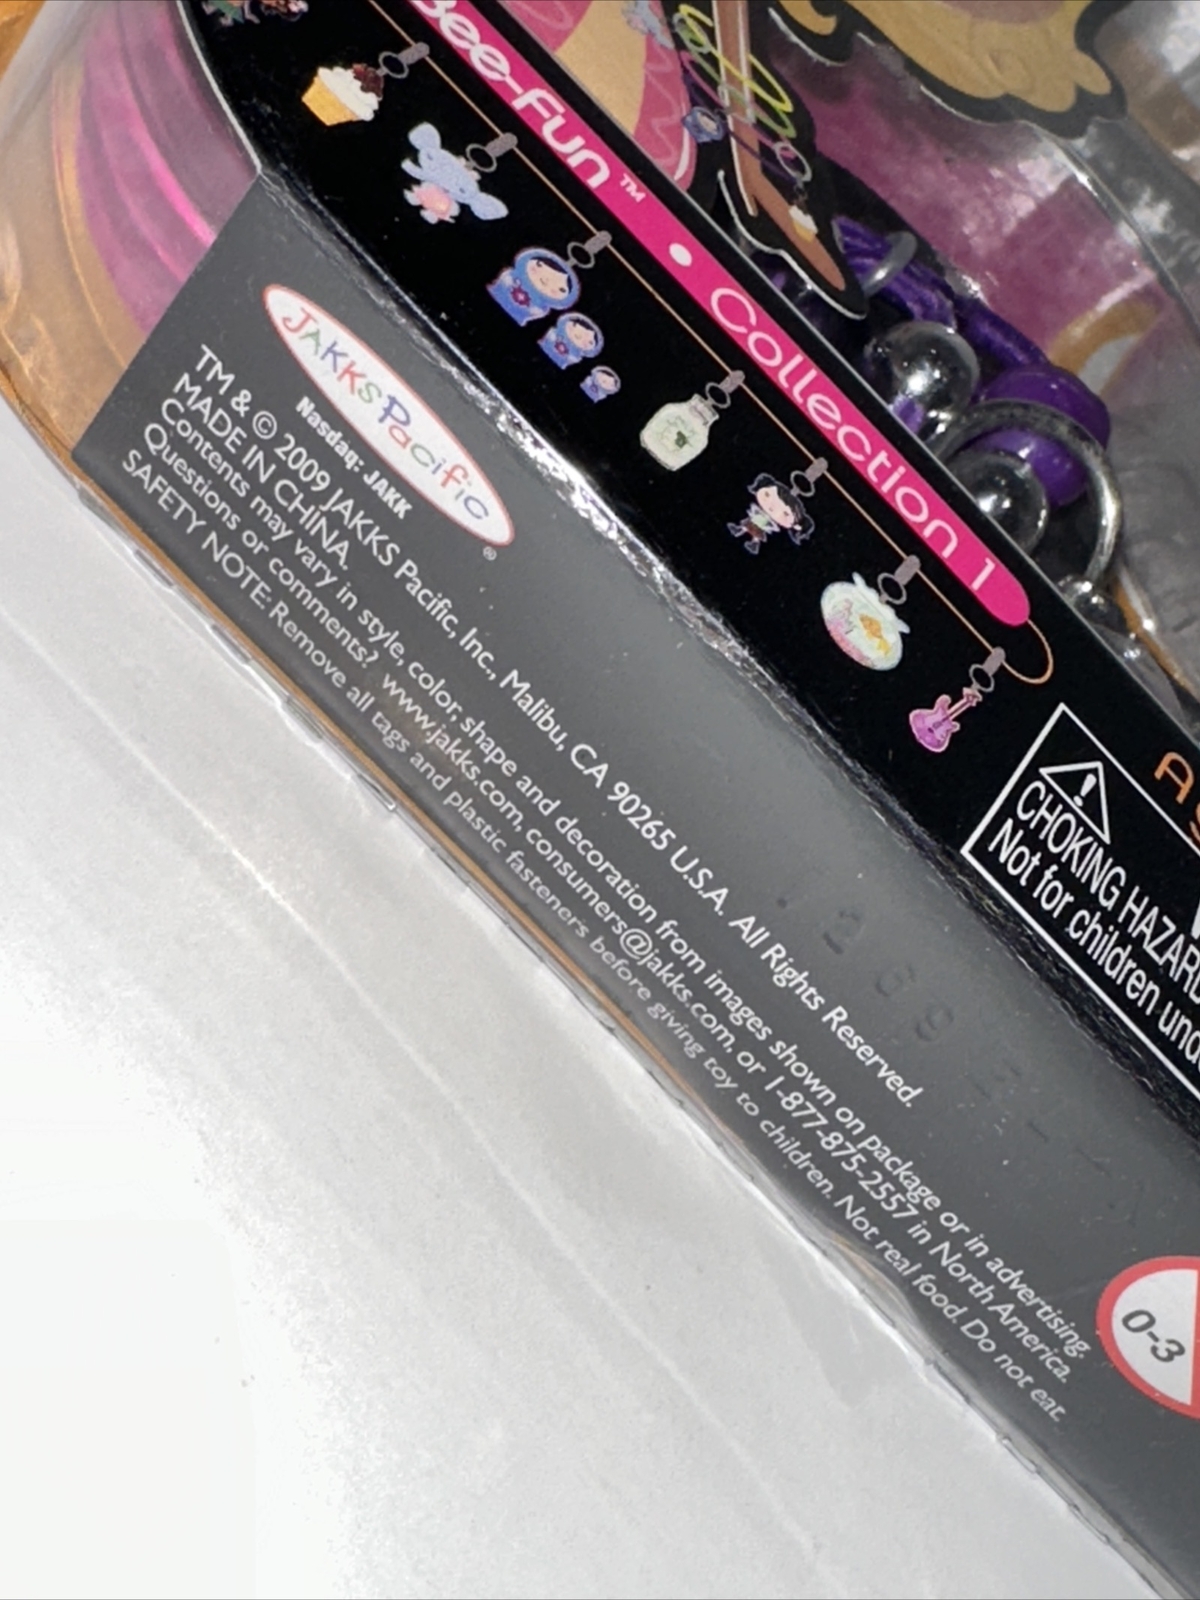 Bee-Fun™ • Collection 1
JAKKS Pacific®
Nasdaq: JAKK
TM & © 2009 JAKKS Pacific, Inc., Malibu, CA 90265 U.S.A. All Rights Reserved.
MADE IN CHINA.
Contents may vary in style, color, shape and decoration from images shown on package or in advertising.
Questions or comments? www.jakks.com, consumers@jakks.com, or 1-877-875-2557 in North America.
SAFETY NOTE: Remove all tags and plastic fasteners before giving toy to children. Not real food. Do not eat.
CHOKING HAZARD
Not for children
0-3